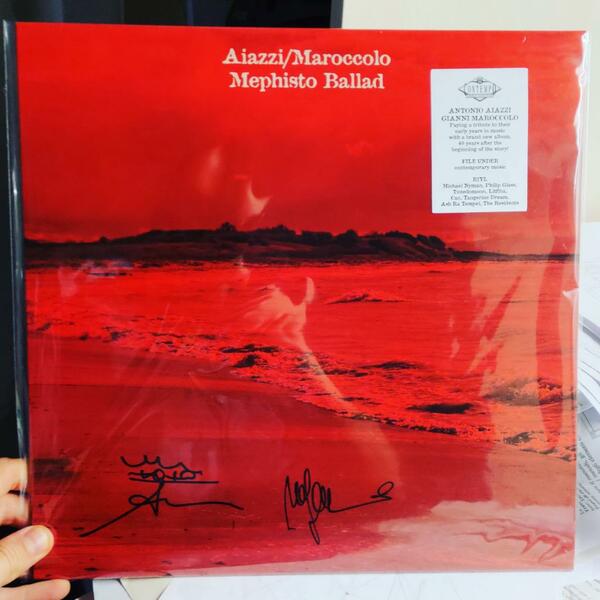 Aiazzi/Maroccolo
Mephisto Ballad
CONTEMPO
ANTONIO AIAZZI
GIANNI MAROCCOLO
Paying a tribute to their
early years in music
with a brand new album,
40 years after the
beginning of the story!
FILE UNDER
contemporary music
RIYL
Michael Nyman, Philip Glass,
Tuxedomoon, Litfiba,
Can, Tangerine Dream,
Ash Ra Tempel, The Residents